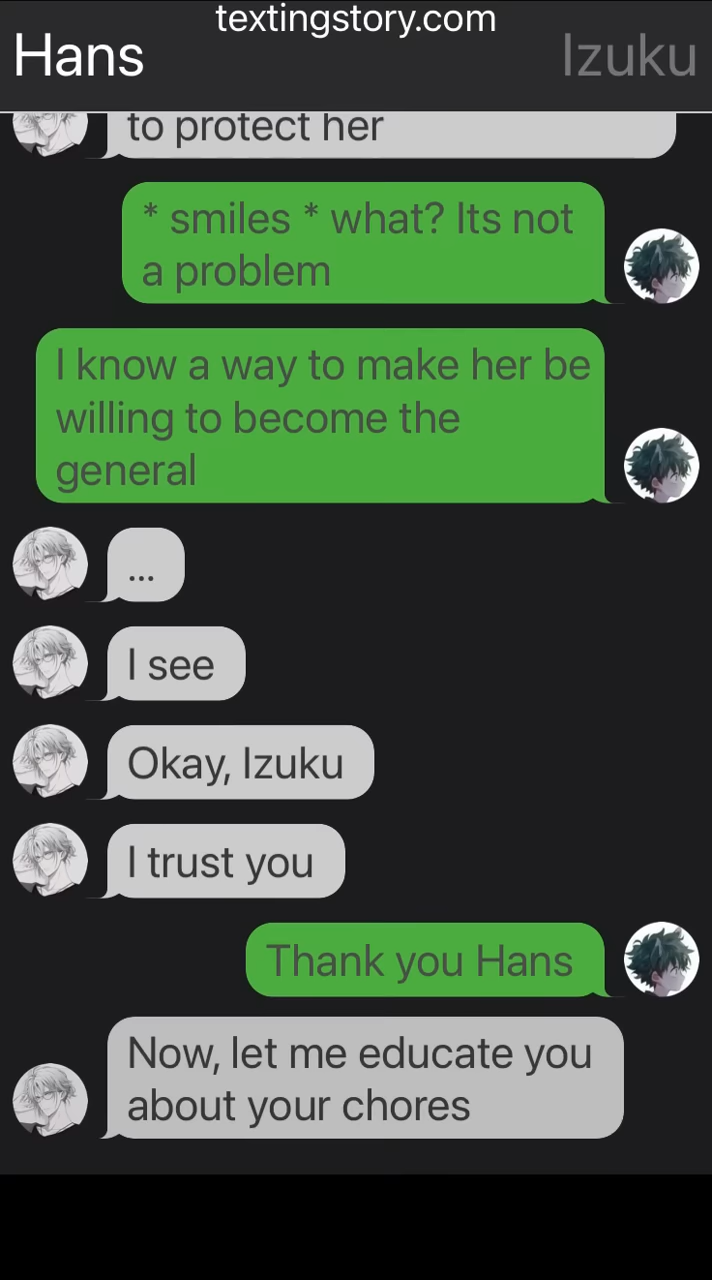 textingstory.com
Hans
Izuku
to protect her
* smiles * what? Its not
a problem
I know a way to make her be
willing to become the
general
...
I see
Okay, Izuku
I trust you
Thank you Hans
Now, let me educate you
about your chores